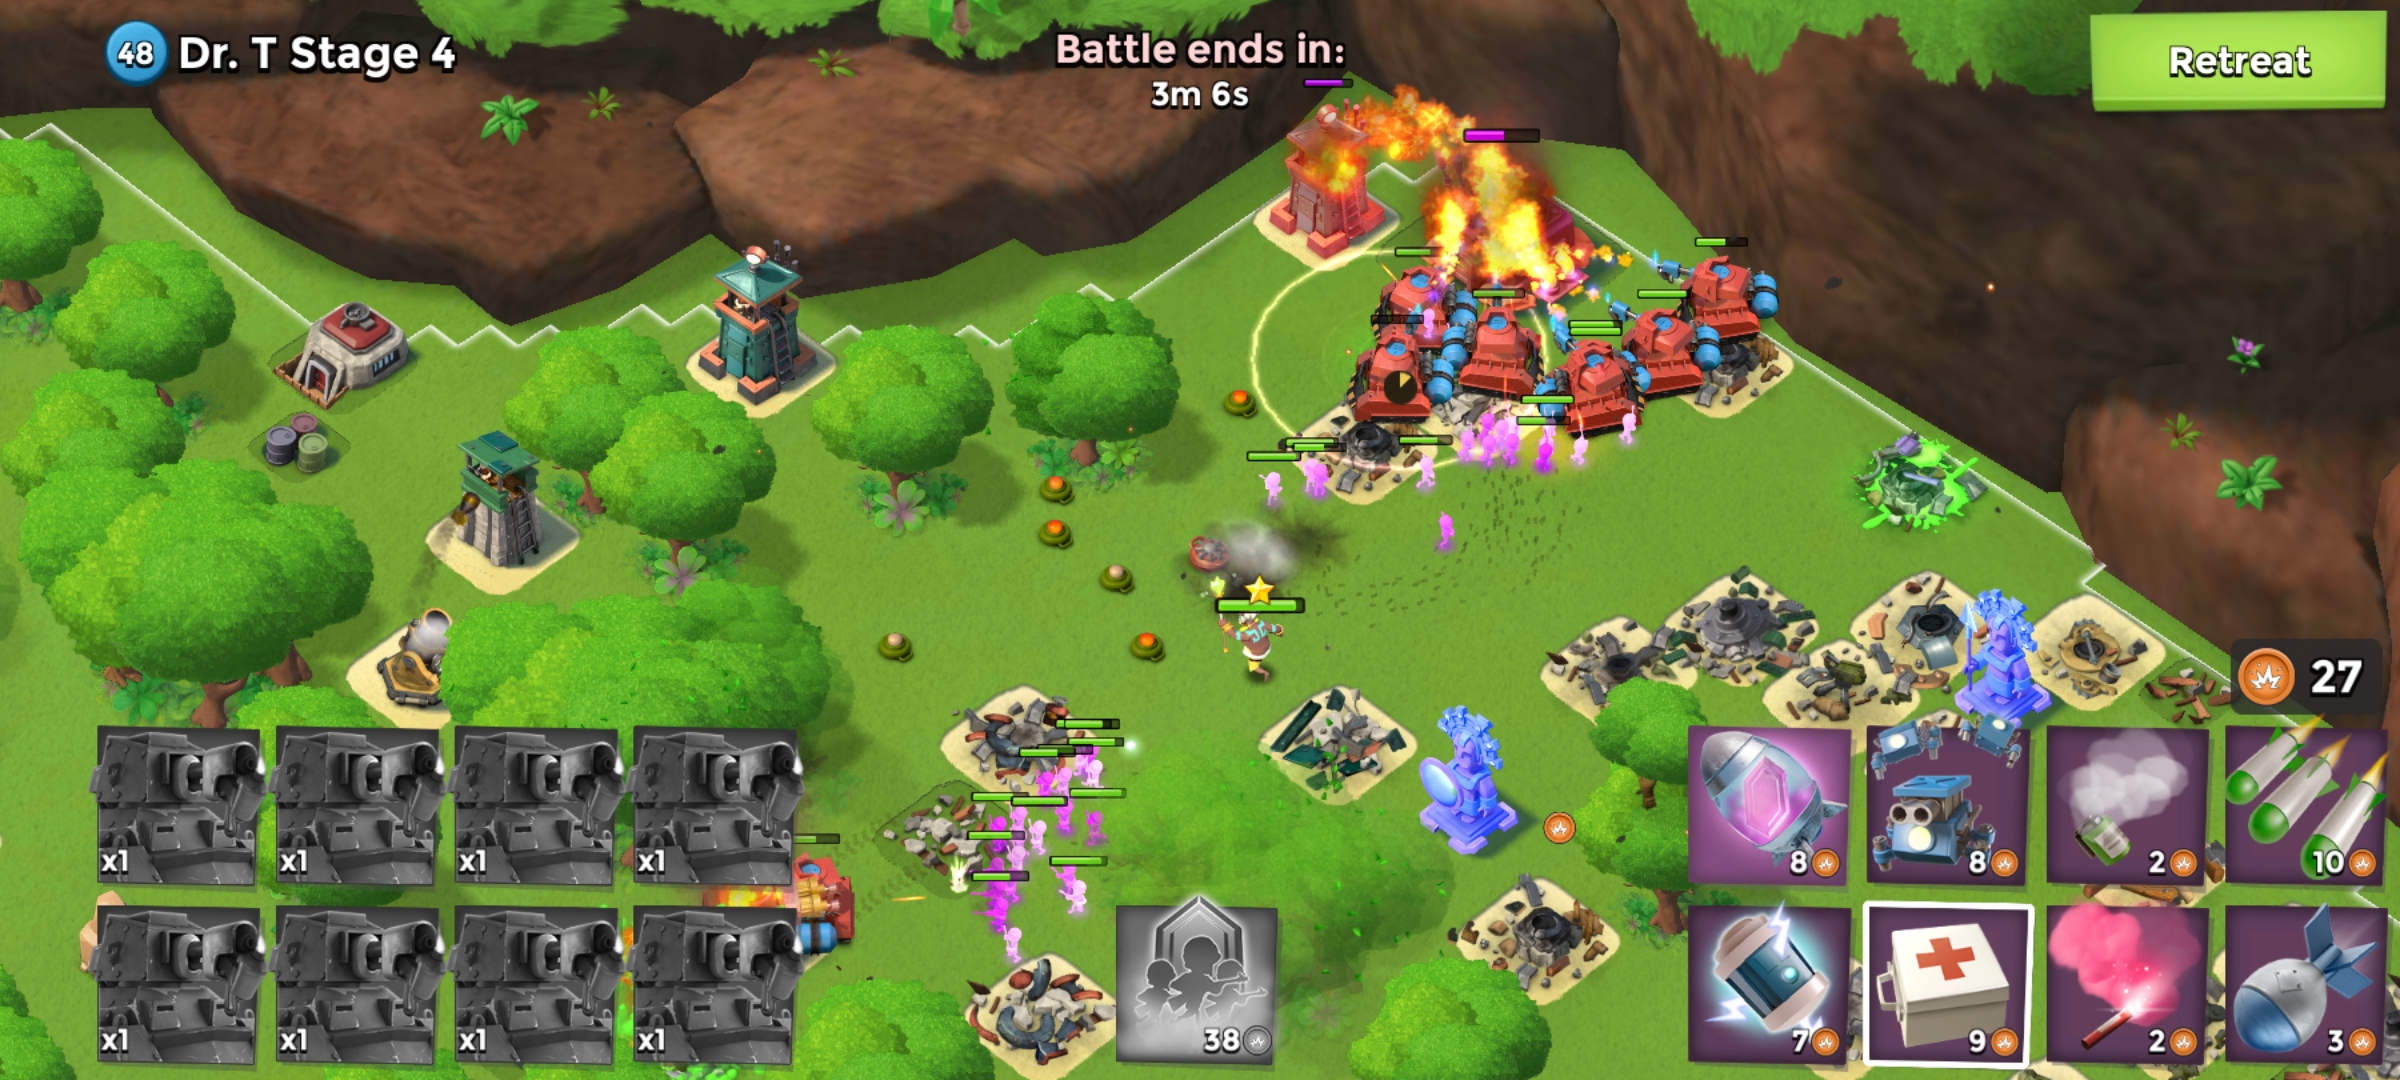 48 Dr. T Stage 4
Battle ends in:
3m 6s
Retreat
27
x1 x1 x1 x1
8 8 2 10
x1 x1 x1 x1
38
7 9 2 3